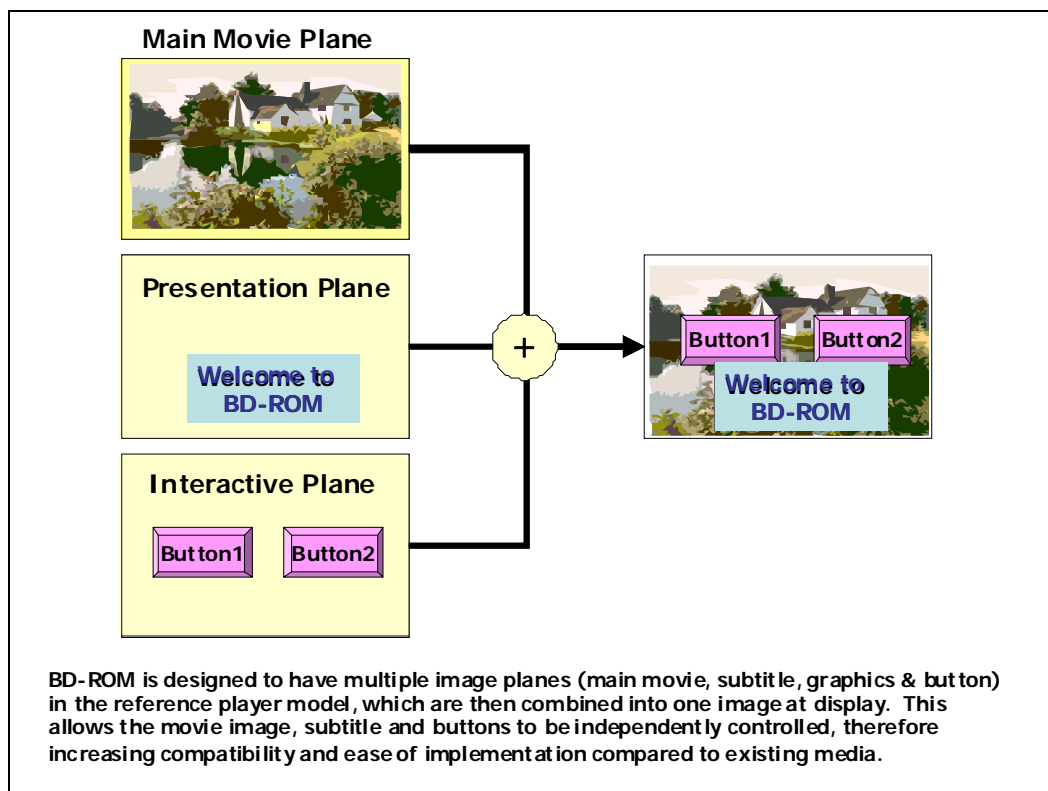 Main Movie Plane
Presentation Plane
Welcome to
BD-ROM
Interactive Plane
Button1 Button2
+
Button1 Button2
Welcome to
BD-ROM
BD-ROM is designed to have multiple image planes (main movie, subtitle, graphics & button)
in the reference player model, which are then combined into one image at display. This
allows the movie image, subtitle and buttons to be independently controlled, therefore
increasing compatibility and ease of implementation compared to existing media.